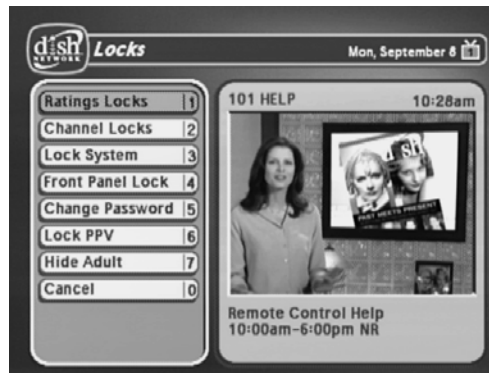 dish
NETWORK
Locks
Mon, September 8
Ratings Locks 1
Channel Locks 2
Lock System 3
Front Panel Lock 4
Change Password 5
Lock PPV 6
Hide Adult 7
Cancel 0
101 HELP 10:28am
PAST MEETS PRESENT
Remote Control Help
10:00am-6:00pm NR